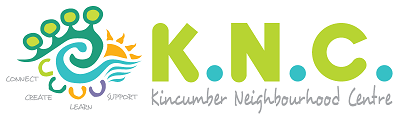 CONNECT
CREATE
LEARN
SUPPORT
K.N.C.
Kincumber Neighbourhood Centre